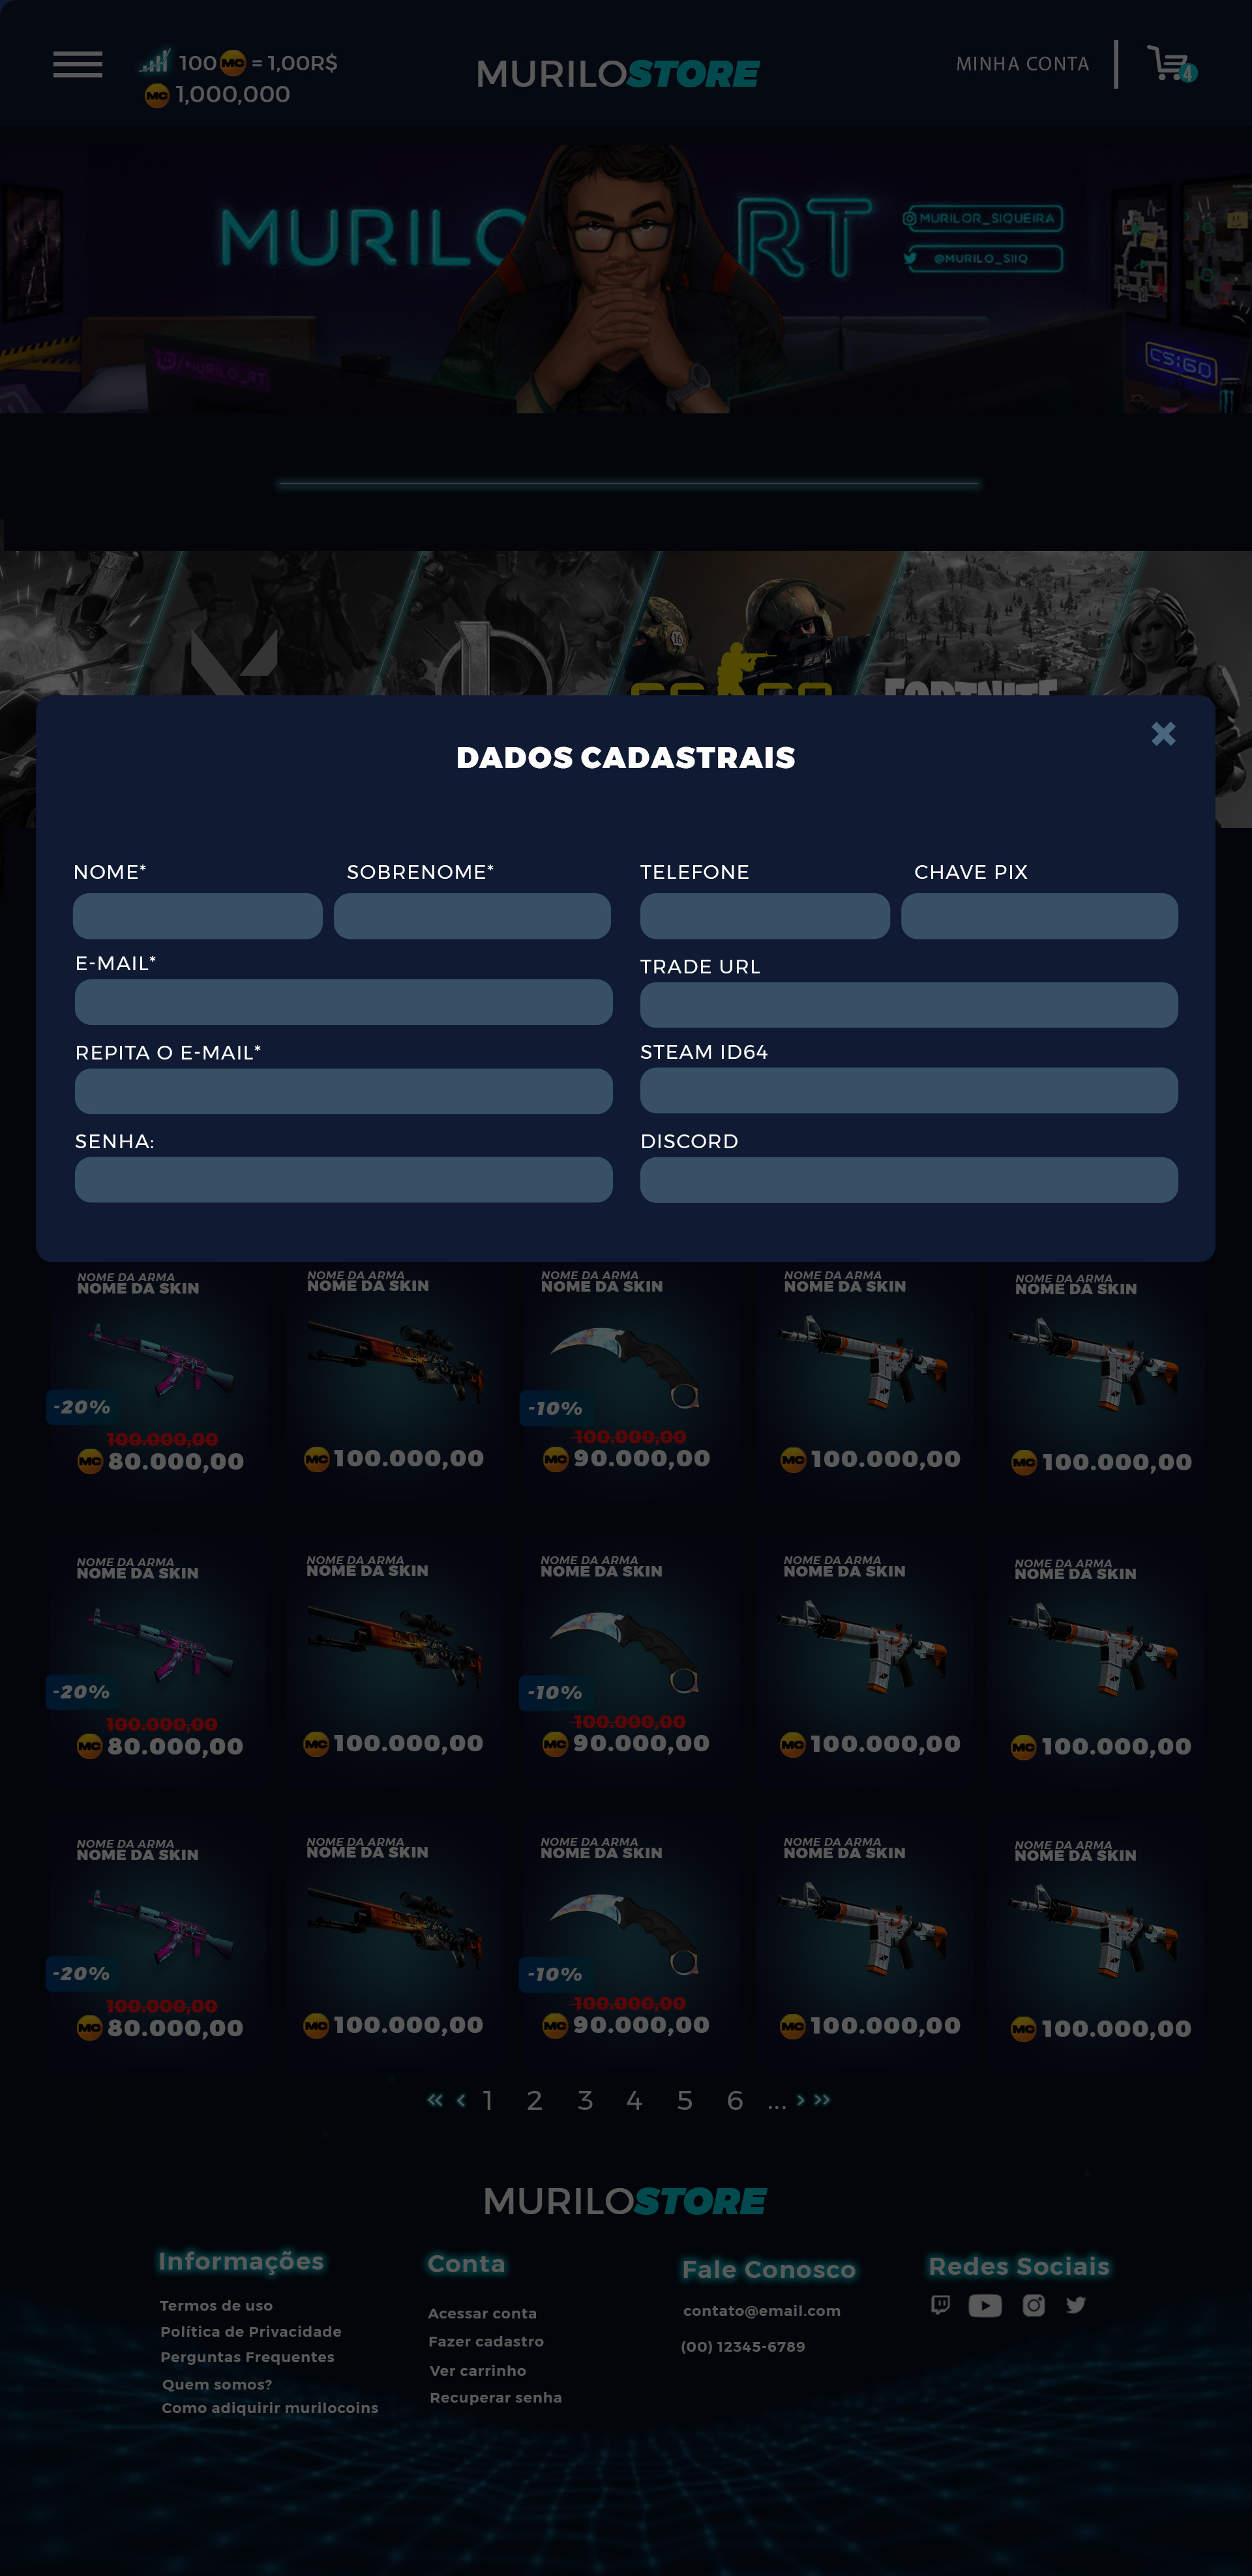 100 MC = 1,00R$
MC 1,000,000
MURILOSTORE
MINHA CONTA
4
MURILO RT
MURILOR_SIQUEIRA
@MURILO_SIIQ
/MURILO_RT
CS:GO
16
FORTNITE
DADOS CADASTRAIS
NOME*
SOBRENOME*
TELEFONE
CHAVE PIX
E-MAIL*
TRADE URL
REPITA O E-MAIL*
STEAM ID64
SENHA:
DISCORD
NOME DA ARMA
NOME DA SKIN
-20%
100.000,00
MC 80.000,00
NOME DA ARMA
NOME DA SKIN
MC 100.000,00
NOME DA ARMA
NOME DA SKIN
-10%
100.000,00
MC 90.000,00
NOME DA ARMA
NOME DA SKIN
MC 100.000,00
NOME DA ARMA
NOME DA SKIN
MC 100.000,00
NOME DA ARMA
NOME DA SKIN
-20%
100.000,00
MC 80.000,00
NOME DA ARMA
NOME DA SKIN
MC 100.000,00
NOME DA ARMA
NOME DA SKIN
-10%
100.000,00
MC 90.000,00
NOME DA ARMA
NOME DA SKIN
MC 100.000,00
NOME DA ARMA
NOME DA SKIN
MC 100.000,00
NOME DA ARMA
NOME DA SKIN
-20%
100.000,00
MC 80.000,00
NOME DA ARMA
NOME DA SKIN
MC 100.000,00
NOME DA ARMA
NOME DA SKIN
-10%
100.000,00
MC 90.000,00
NOME DA ARMA
NOME DA SKIN
MC 100.000,00
NOME DA ARMA
NOME DA SKIN
MC 100.000,00
« ‹ 1 2 3 4 5 6 ... › »
MURILOSTORE
Informações
Termos de uso
Política de Privacidade
Perguntas Frequentes
Quem somos?
Como adiquirir murilocoins
Conta
Acessar conta
Fazer cadastro
Ver carrinho
Recuperar senha
Fale Conosco
contato@email.com
(00) 12345-6789
Redes Sociais